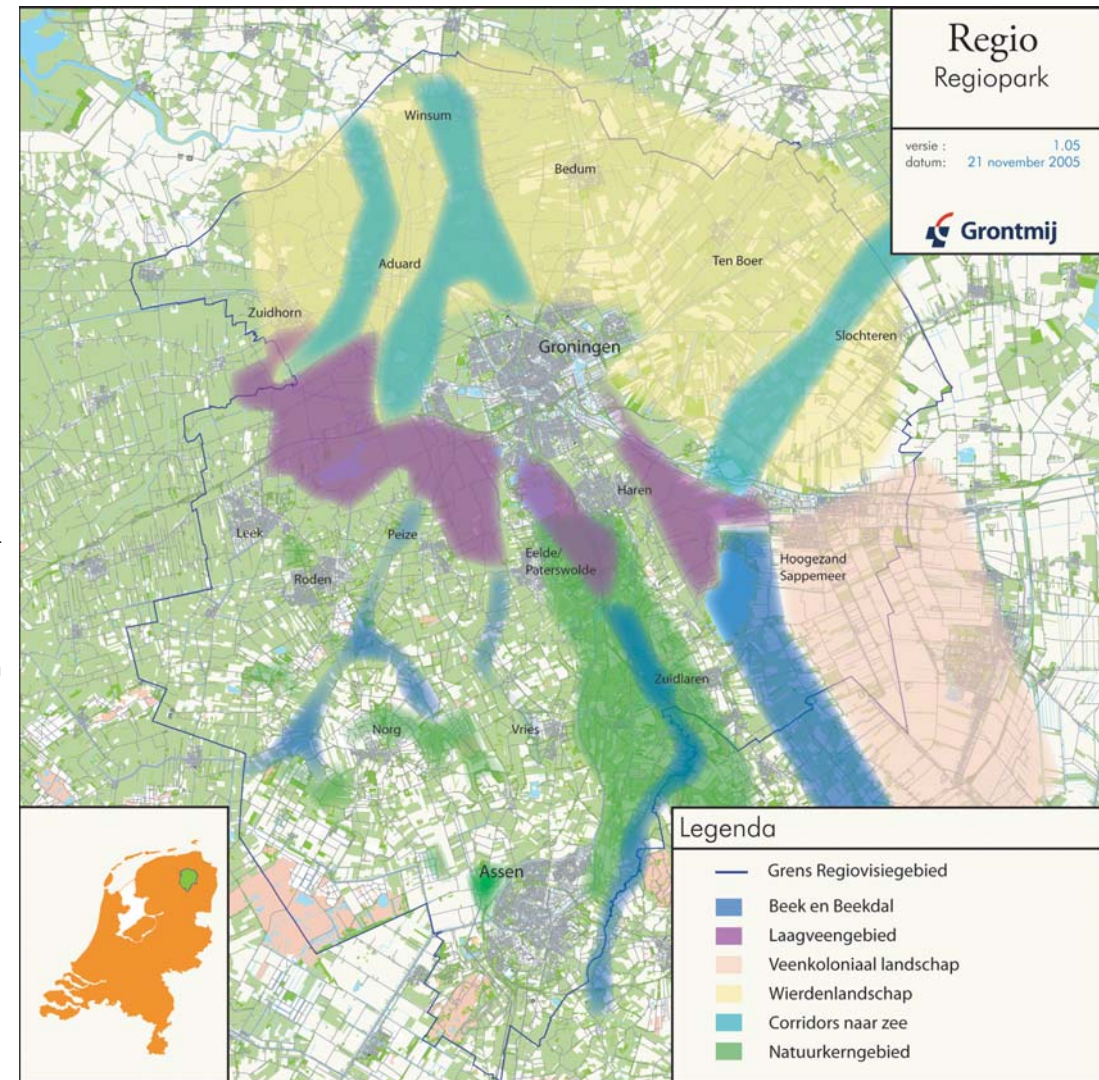 Regio
Regiopark
versie : 1.05
datum: 21 november 2005
Grontmij
Winsum
Bedum
Ten Boer
Aduard
Zuidhorn
Slochteren
Groningen
Haren
Leek
Peize
Eelde/
Paterswolde
Hoogezand
Sappemeer
Roden
Zuidlaren
Norg
Vries
Assen
Legenda
Grens Regiovisiegebied
Beek en Beekdal
Laagveengebied
Veenkoloniaal landschap
Wierdenlandschap
Corridors naar zee
Natuurkerngebied